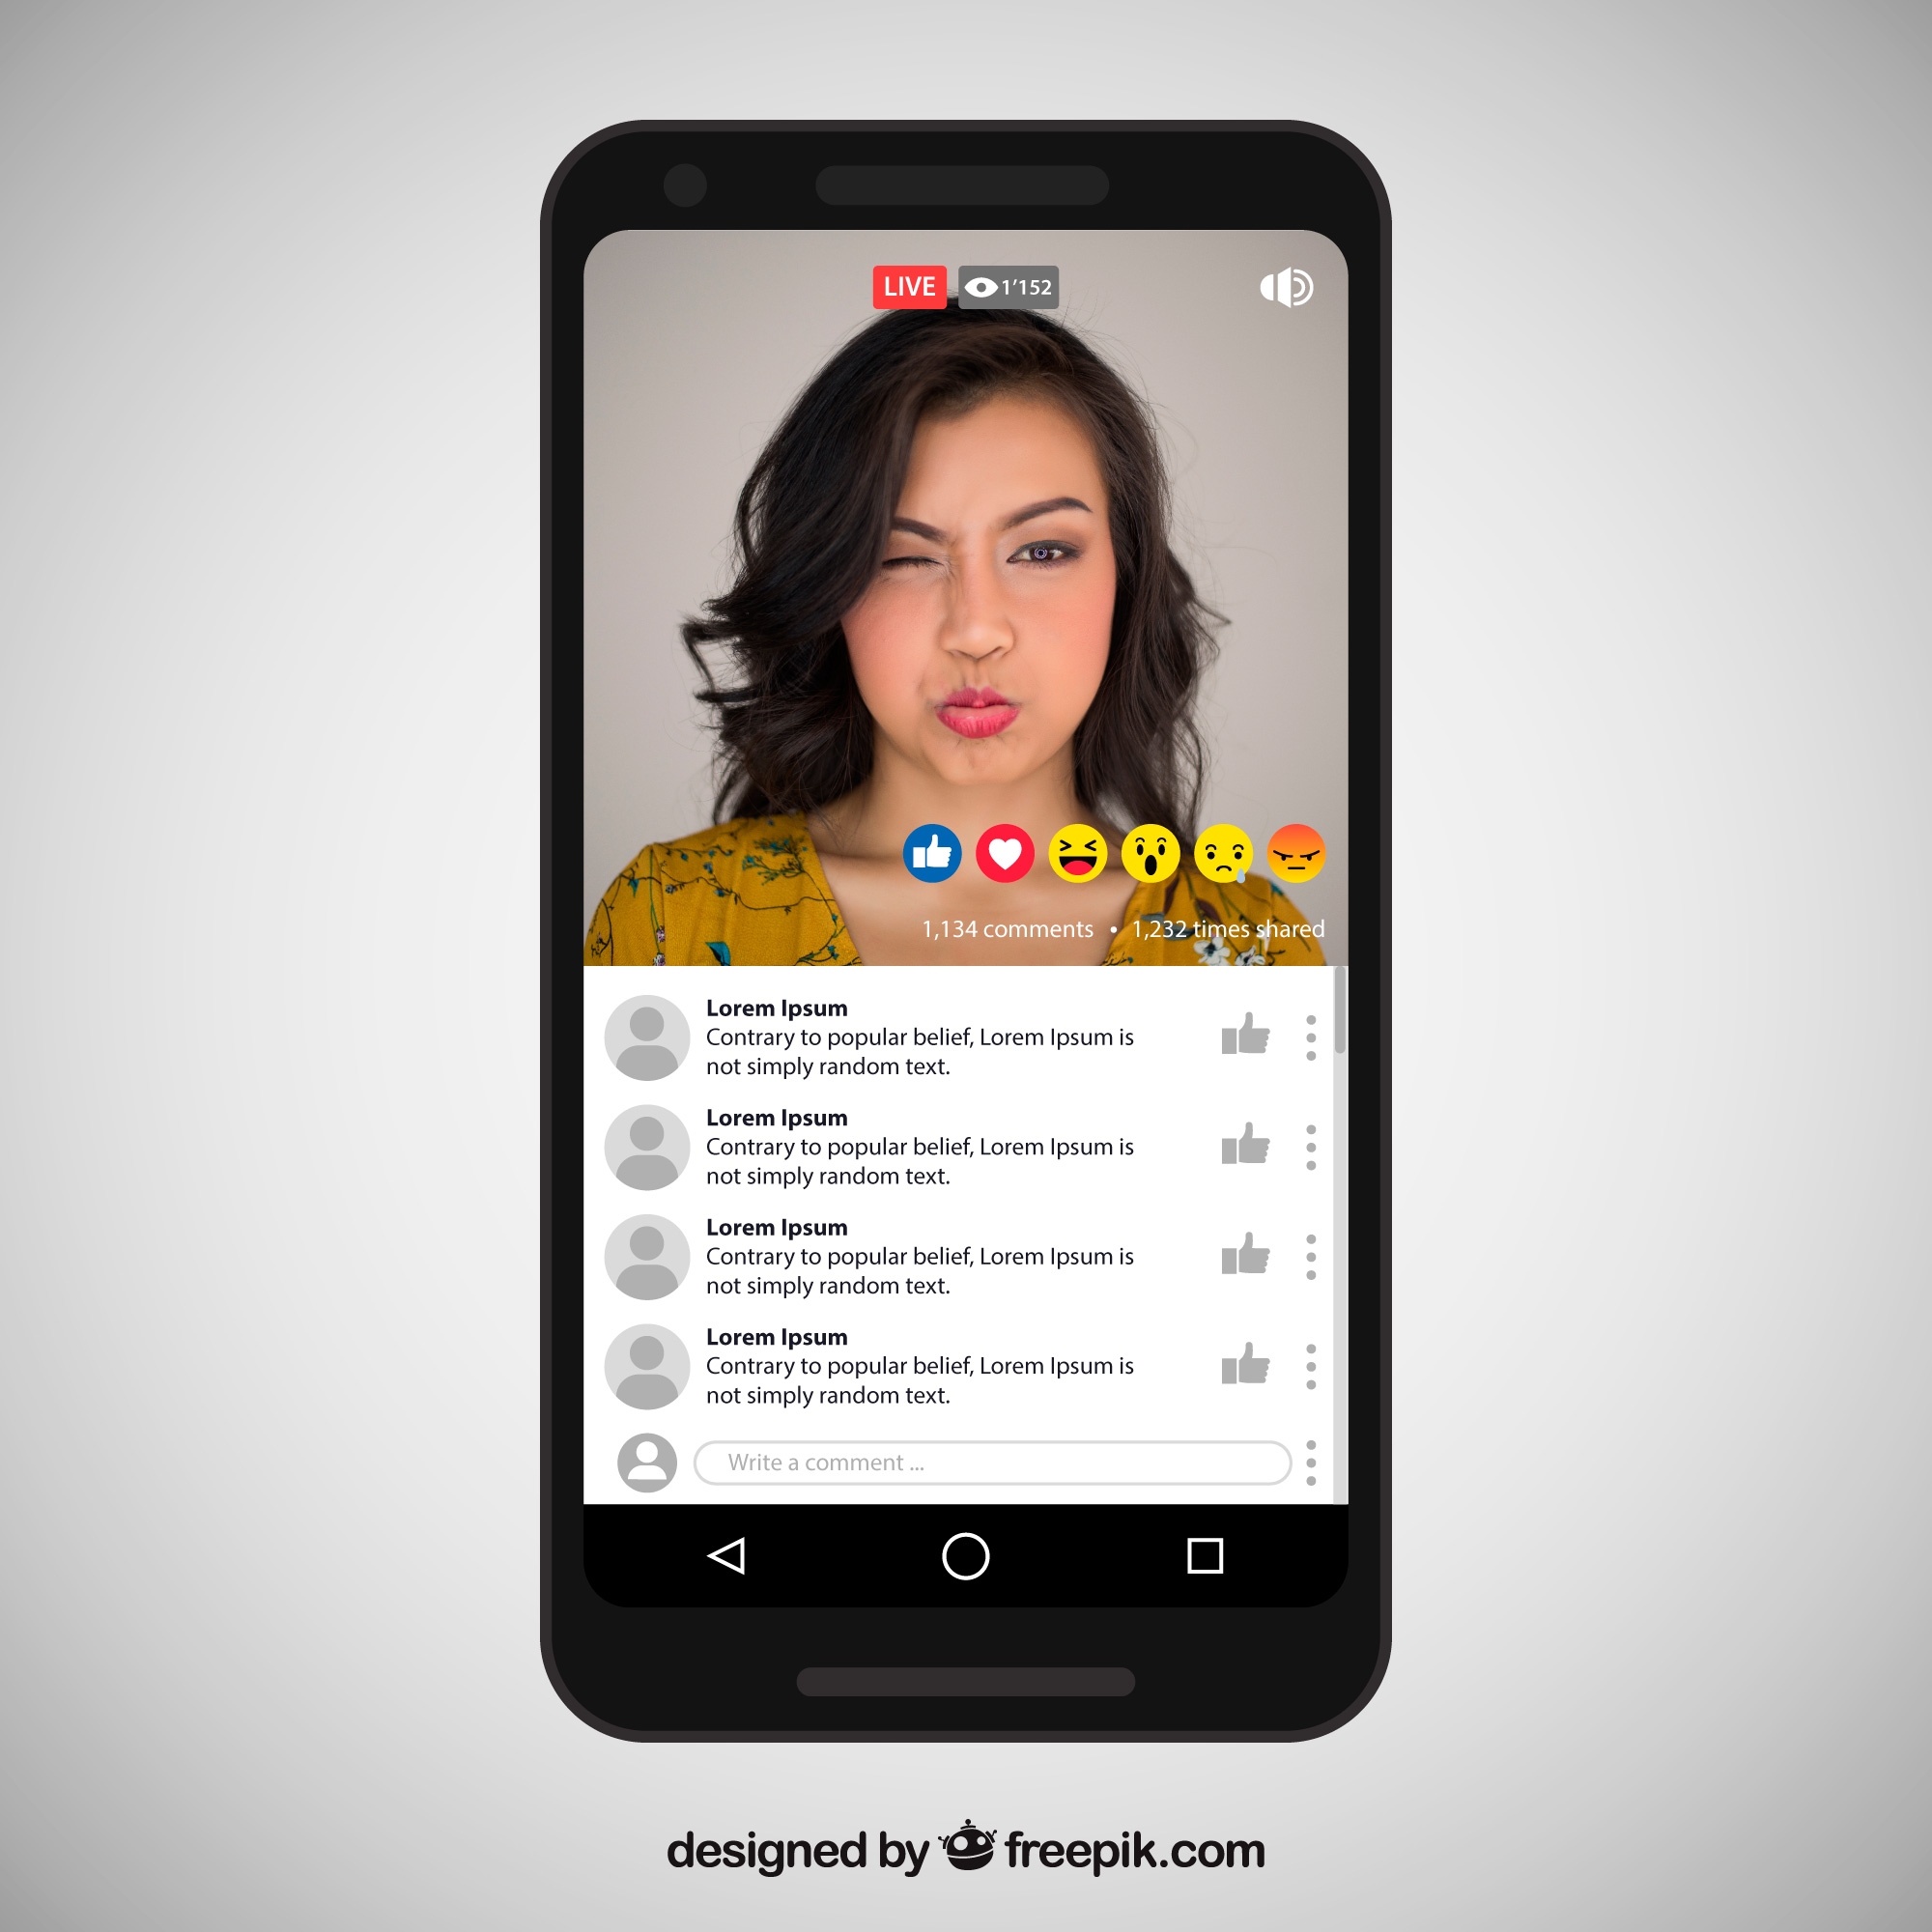 LIVE
1’152
1,134 comments • 1,232 times shared
Lorem Ipsum
Contrary to popular belief, Lorem Ipsum is
not simply random text.
Lorem Ipsum
Contrary to popular belief, Lorem Ipsum is
not simply random text.
Lorem Ipsum
Contrary to popular belief, Lorem Ipsum is
not simply random text.
Lorem Ipsum
Contrary to popular belief, Lorem Ipsum is
not simply random text.
Write a comment ...
designed by freepik.com